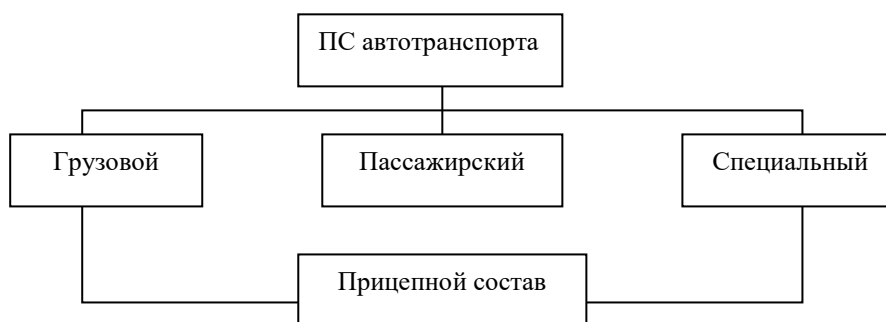 ПС автотранспорта
Грузовой
Пассажирский
Специальный
Прицепной состав